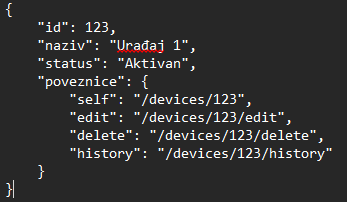 {
    "id": 123,
    "naziv": "Urađaj 1",
    "status": "Aktivan",
    "poveznice": {
        "self": "/devices/123",
        "edit": "/devices/123/edit",
        "delete": "/devices/123/delete",
        "history": "/devices/123/history"
    }
}